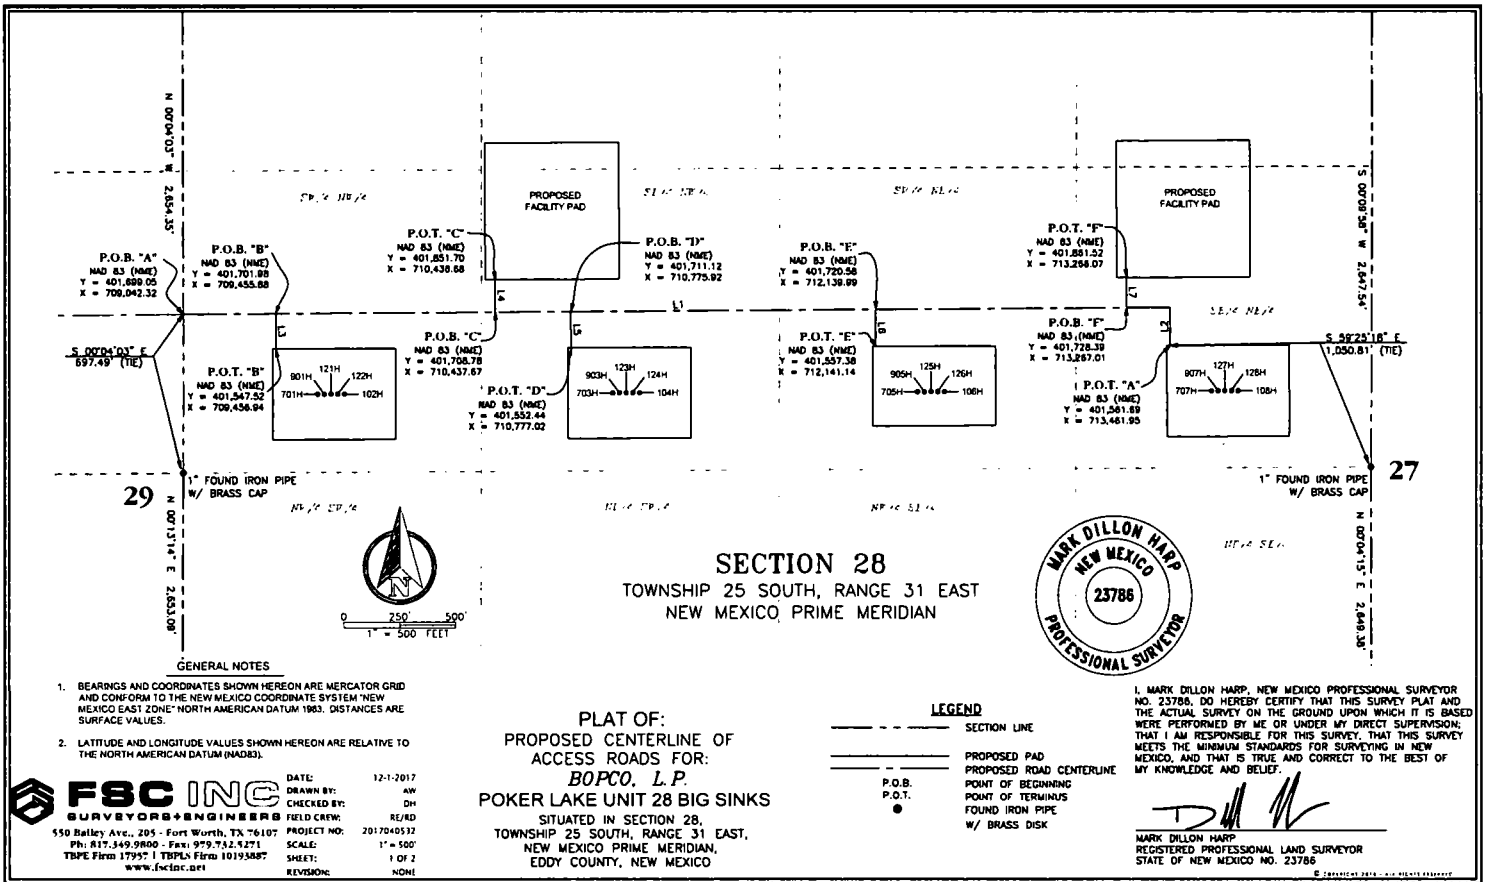 N 00°04'03" W 2,654.35'
S 00°09'58" W 2,647.54'
PROPOSED
FACILITY PAD
PROPOSED
FACILITY PAD
P.O.B. "A"
NAD 83 (NME)
Y = 401,699.05
X = 709,042.32
P.O.B. "B"
NAD 83 (NME)
Y = 401,701.98
X = 709,455.88
P.O.T. "C"
NAD 83 (NME)
Y = 401,851.70
X = 710,438.68
P.O.B. "D"
NAD 83 (NME)
Y = 401,711.12
X = 710,775.92
P.O.B. "E"
NAD 83 (NME)
Y = 401,720.58
X = 712,139.99
P.O.T. "F"
NAD 83 (NME)
Y = 401,881.52
X = 713,268.07
L4
L1
L7
L3
L5
L6
S 00°04'03" E
697.49' (TIE)
P.O.T. "B"
NAD 83 (NME)
Y = 401,547.52
X = 709,456.94
P.O.B. "C"
NAD 83 (NME)
Y = 401,708.78
X = 710,437.67
P.O.T. "D"
NAD 83 (NME)
Y = 401,552.44
X = 710,777.02
P.O.T. "E"
NAD 83 (NME)
Y = 401,557.38
X = 712,141.14
P.O.B. "F"
NAD 83 (NME)
Y = 401,728.39
X = 713,267.01
P.O.T. "A"
NAD 83 (NME)
Y = 401,561.69
X = 713,461.95
S 59°25'18" E
1,050.81' (TIE)
901H 121H 122H
701H 102H
903H 123H 124H
703H 104H
905H 125H 126H
705H 106H
907H 127H 128H
707H 108H
29
1" FOUND IRON PIPE
W/ BRASS CAP
27
1" FOUND IRON PIPE
W/ BRASS CAP
N 00°13'14" E 2,653.09'
N 00°04'15" E 2,649.38'
N
0 250' 500'
1" = 500 FEET
SECTION 28
TOWNSHIP 25 SOUTH, RANGE 31 EAST
NEW MEXICO PRIME MERIDIAN
MARK DILLON HARP
NEW MEXICO
23786
PROFESSIONAL SURVEYOR
GENERAL NOTES
1. BEARINGS AND COORDINATES SHOWN HEREON ARE MERCATOR GRID
AND CONFORM TO THE NEW MEXICO COORDINATE SYSTEM "NEW
MEXICO EAST ZONE" NORTH AMERICAN DATUM 1983. DISTANCES ARE
SURFACE VALUES.
2. LATITUDE AND LONGITUDE VALUES SHOWN HEREON ARE RELATIVE TO
THE NORTH AMERICAN DATUM (NAD83).
FSC INC
SURVEYORS+ENGINEERS
550 Bailey Ave., 205 - Fort Worth, TX 76107
Ph: 817.349.9800 - Fax: 979.732.5271
TBPE Firm 17957 | TBPLS Firm 10193887
www.fscinc.net
DATE: 12-1-2017
DRAWN BY: AW
CHECKED BY: DH
FIELD CREW: RE/RD
PROJECT NO: 2017040532
SCALE: 1" = 500'
SHEET: 1 OF 2
REVISION: NONE
PLAT OF:
PROPOSED CENTERLINE OF
ACCESS ROADS FOR:
BOPCO, L.P.
POKER LAKE UNIT 28 BIG SINKS
SITUATED IN SECTION 28,
TOWNSHIP 25 SOUTH, RANGE 31 EAST,
NEW MEXICO PRIME MERIDIAN,
EDDY COUNTY, NEW MEXICO
LEGEND
SECTION LINE
PROPOSED PAD
PROPOSED ROAD CENTERLINE
P.O.B. POINT OF BEGINNING
P.O.T. POINT OF TERMINUS
FOUND IRON PIPE
W/ BRASS DISK
I, MARK DILLON HARP, NEW MEXICO PROFESSIONAL SURVEYOR
NO. 23786, DO HEREBY CERTIFY THAT THIS SURVEY PLAT AND
THE ACTUAL SURVEY ON THE GROUND UPON WHICH IT IS BASED
WERE PERFORMED BY ME OR UNDER MY DIRECT SUPERVISION;
THAT I AM RESPONSIBLE FOR THIS SURVEY, THAT THIS SURVEY
MEETS THE MINIMUM STANDARDS FOR SURVEYING IN NEW
MEXICO, AND THAT IS TRUE AND CORRECT TO THE BEST OF
MY KNOWLEDGE AND BELIEF.
MARK DILLON HARP
REGISTERED PROFESSIONAL LAND SURVEYOR
STATE OF NEW MEXICO NO. 23786